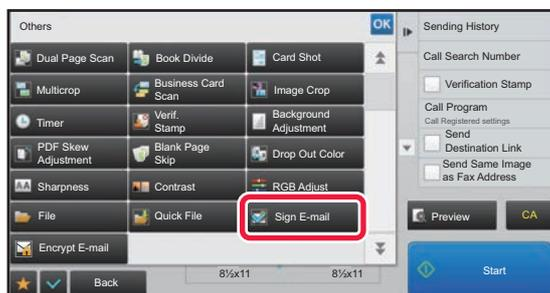 Others
OK
Dual Page Scan
Book Divide
Card Shot
Multicrop
Business Card
Scan
Image Crop
Timer
Verif.
Stamp
Background
Adjustment
PDF Skew
Adjustment
Blank Page
Skip
Drop Out Color
AA
Sharpness
Contrast
RGB Adjust
File
Quick File
Sign E-mail
Encrypt E-mail
Back
8½x11
8½x11
Sending History
Call Search Number
Verification Stamp
Call Program
Call Registered settings
Send
Destination Link
Send Same Image
as Fax Address
Preview
CA
Start